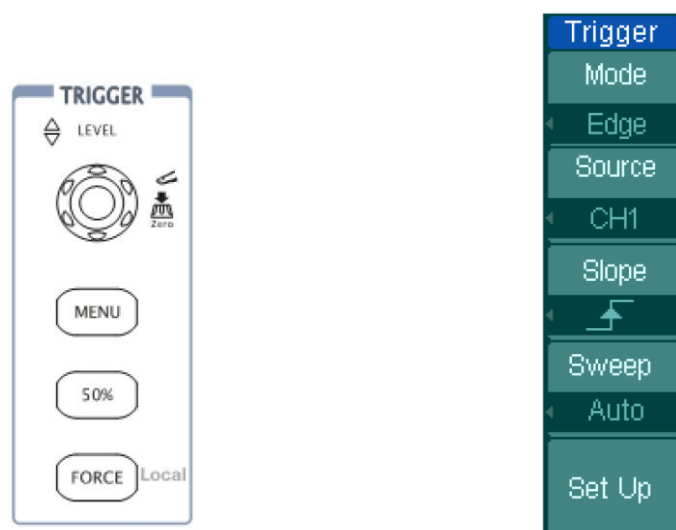 TRIGGER
LEVEL
Zero
MENU
50%
FORCE Local
Trigger
Mode
Edge
Source
CH1
Slope
Sweep
Auto
Set Up